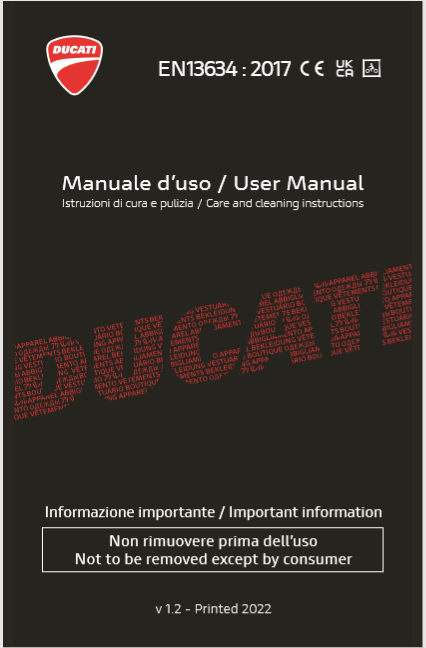 DUCATI
EN13634 : 2017 CE UK CA
Manuale d'uso / User Manual
Istruzioni di cura e pulizia / Care and cleaning instructions
DUCATI
Informazione importante / Important information
Non rimuovere prima dell'uso
Not to be removed except by consumer
v 1.2 - Printed 2022